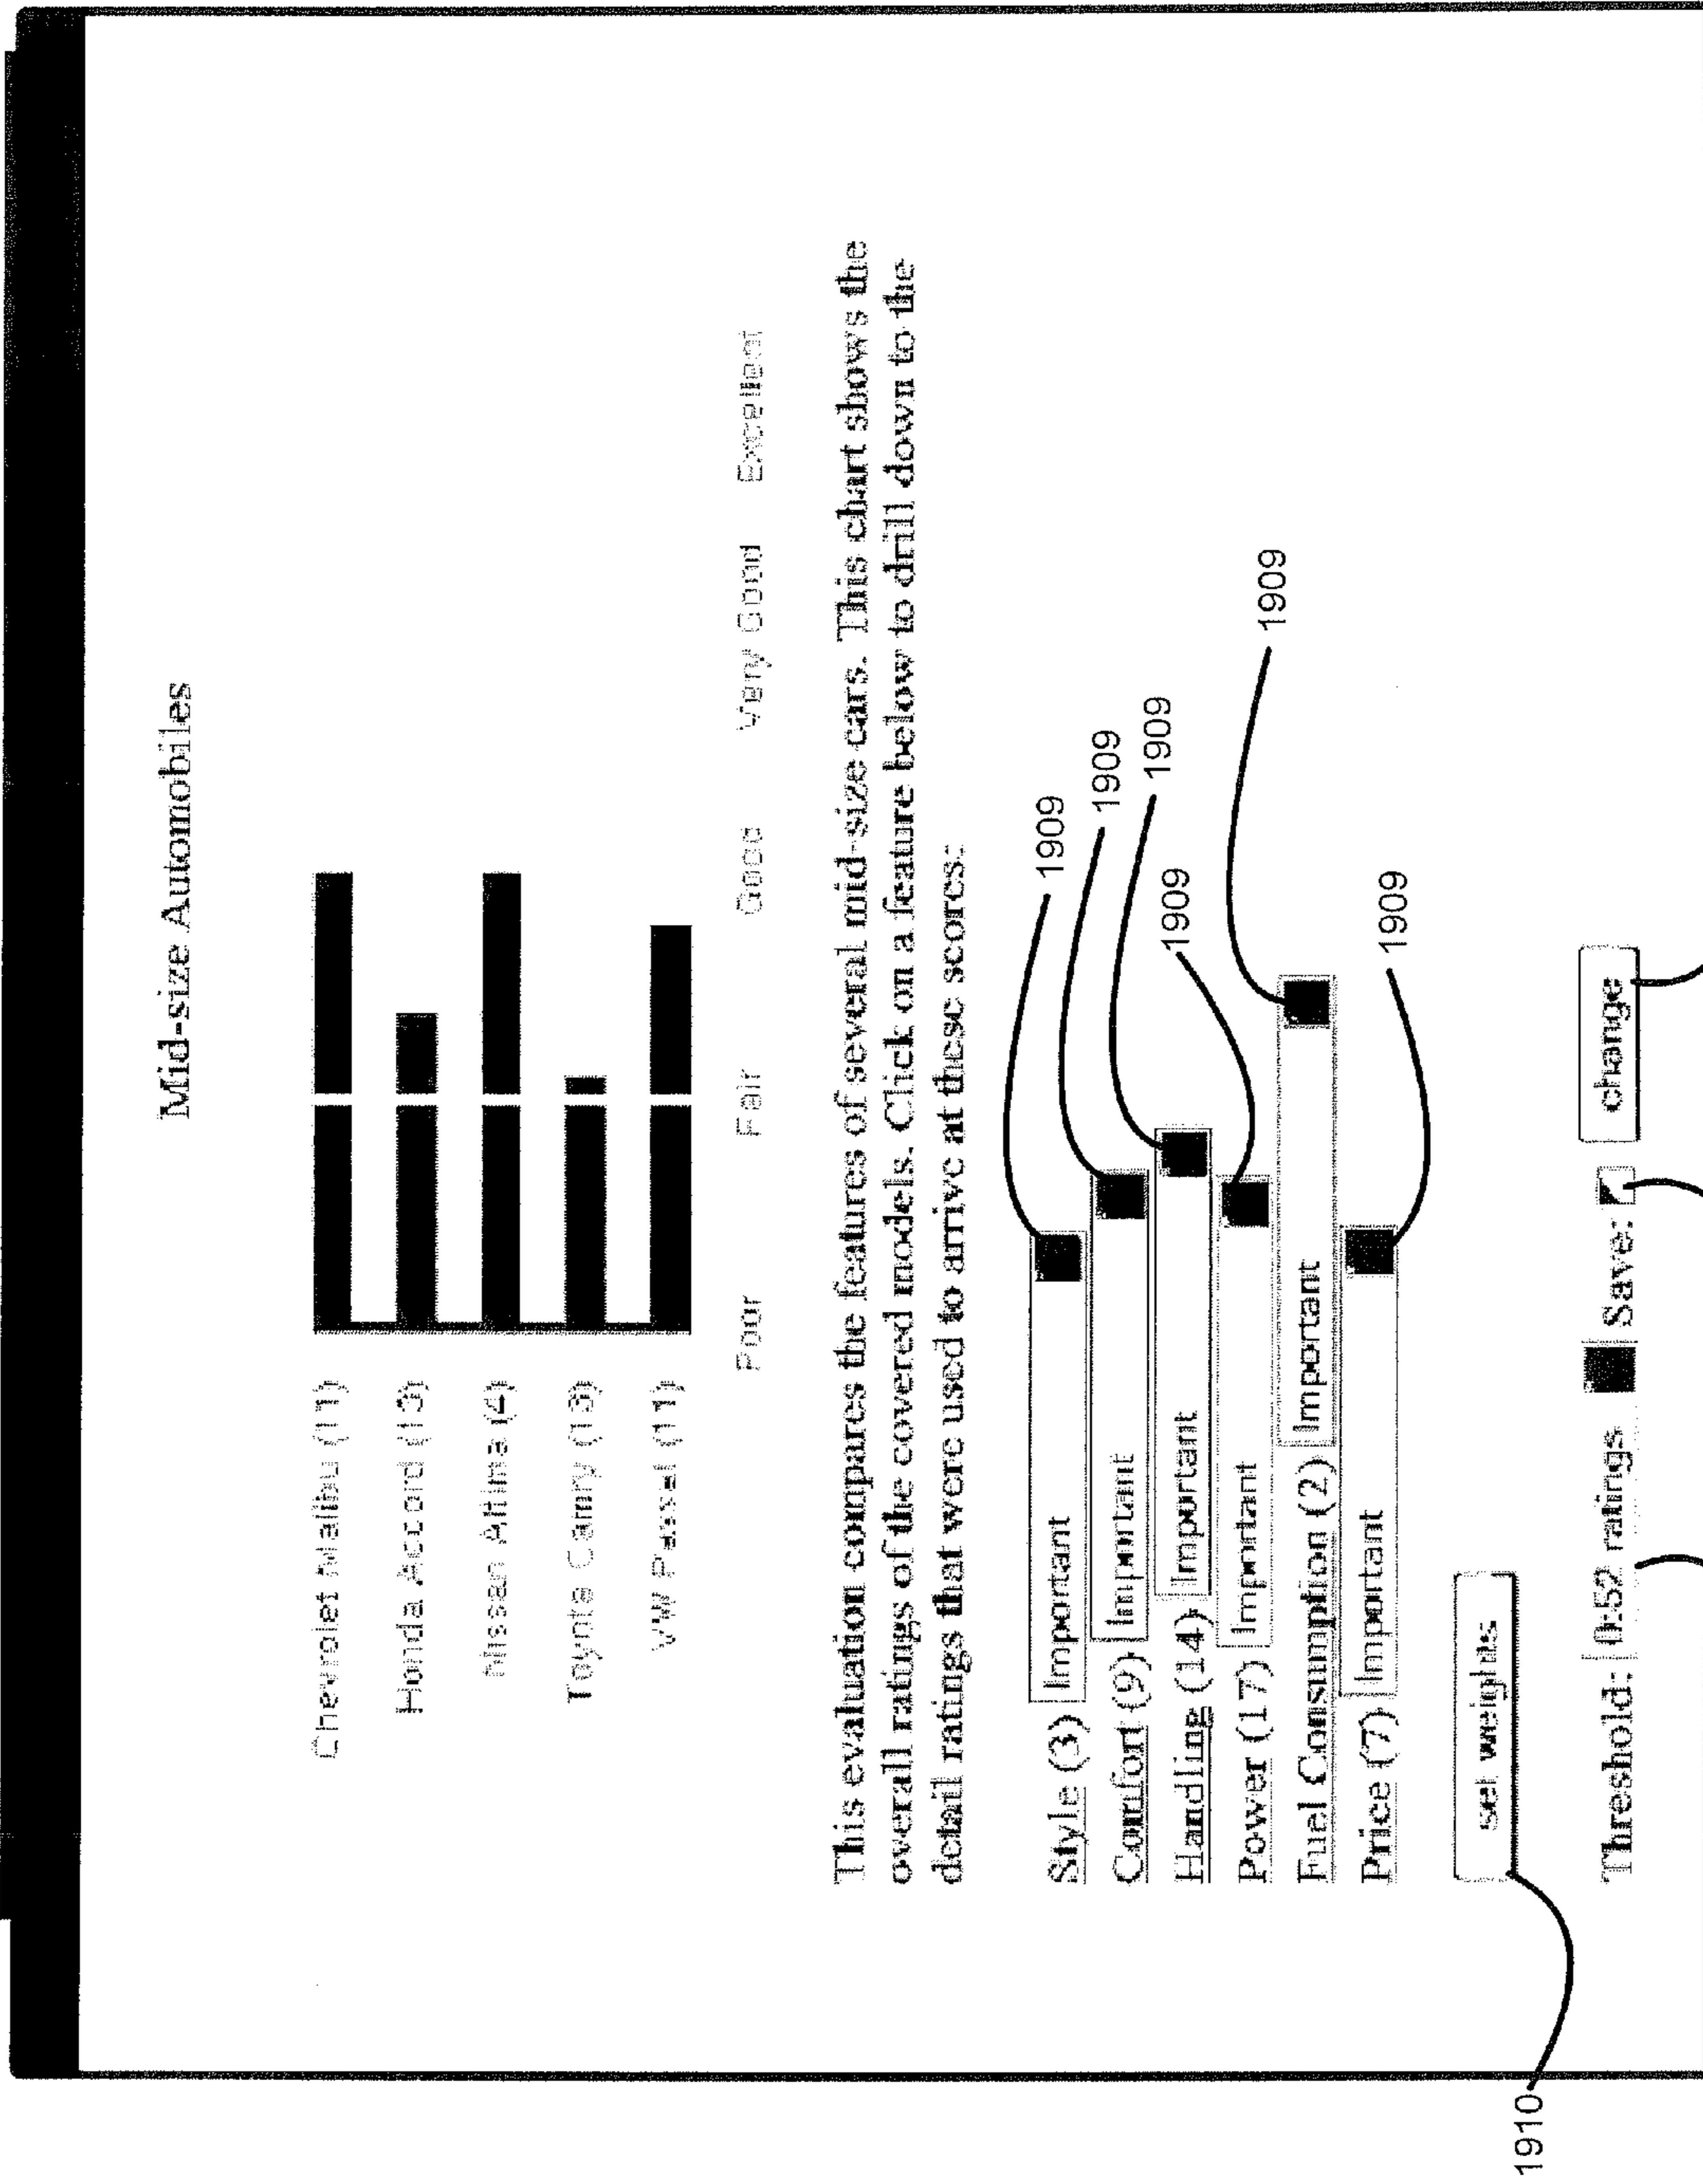 Mid-size Automobiles
Chevrolet Malibu (11)
Honda Accord (13)
Nissan Altima (4)
Toyota Camry (13)
VW Passat (11)
Poor Fair Good Very Good Excellent
This evaluation compares the features of several mid-size cars. This chart shows the
overall ratings of the covered models. Click on a feature below to drill down to the
detail ratings that were used to arrive at these scores:
Style (3) Important 1909
Comfort (9) Important 1909
Handling (14) Important 1909
Power (17) Important 1909
Fuel Consumption (2) Important 1909
Price (7) Important 1909
set weights
1910
Threshold: 0:52 ratings Save: change